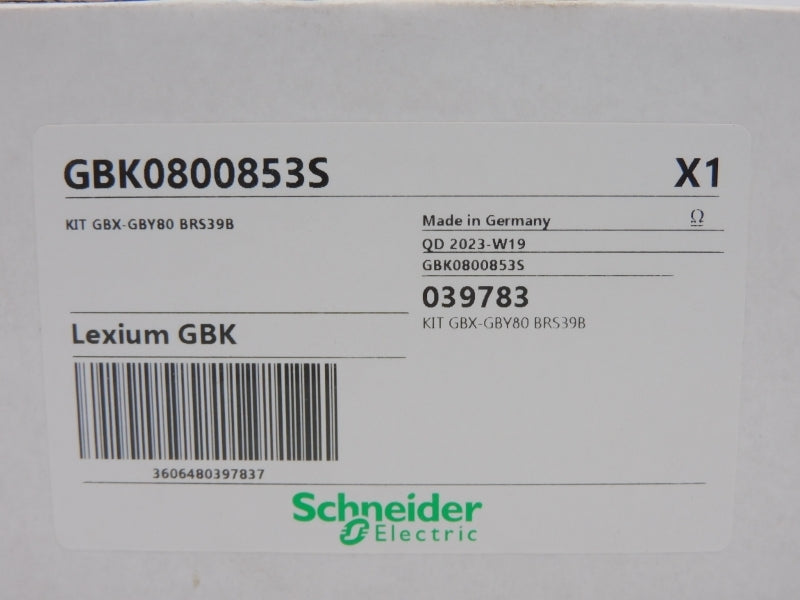 GBK0800853S X1
KIT GBX-GBY80 BRS39B
Made in Germany Ω
QD 2023-W19
GBK0800853S
039783
KIT GBX-GBY80 BRS39B
Lexium GBK
3606480397837
Schneider
Electric